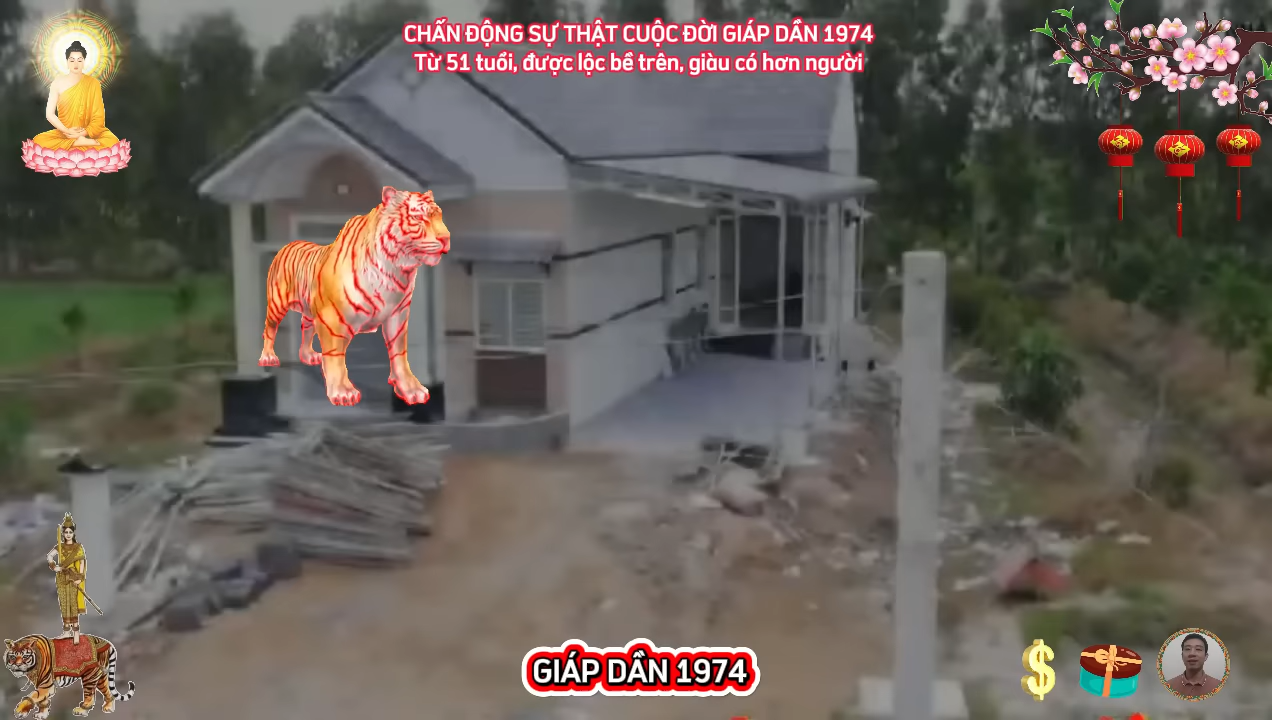 CHẤN ĐỘNG SỰ THẬT CUỘC ĐỜI GIÁP DẦN 1974
Từ 51 tuổi, được lộc bề trên, giàu có hơn người
GIÁP DẦN 1974